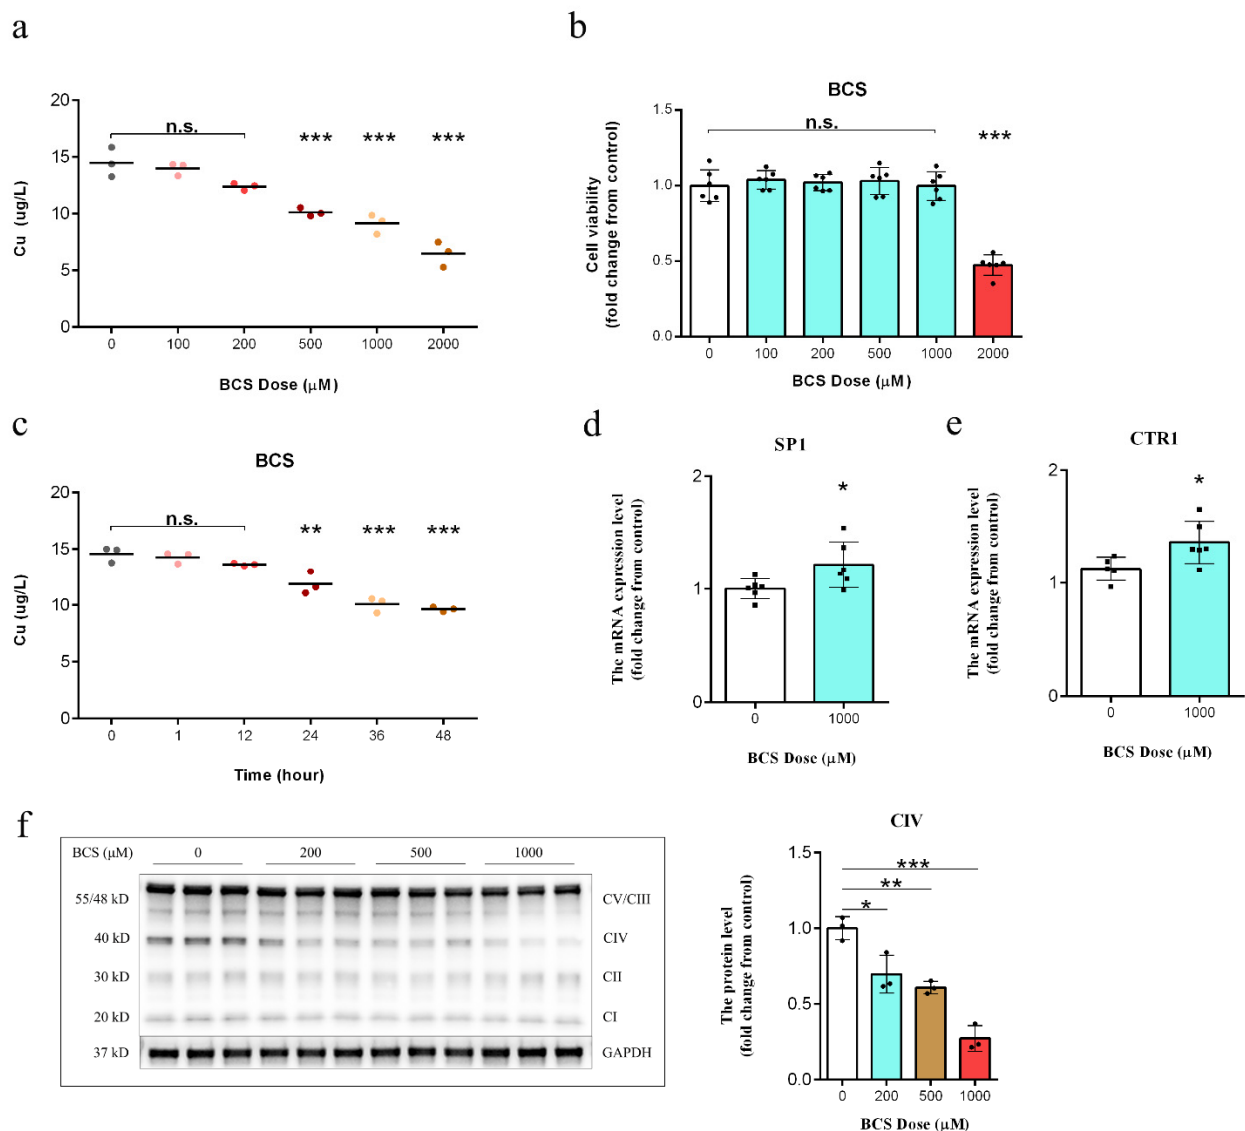 a
20
15
10
5
0
Cu (ug/L)
n.s.
***
***
***
0 100 200 500 1000 2000
BCS Dose (μM)
b
BCS
1.5
1.0
0.5
0.0
Cell viability
(fold change from control)
n.s.
***
0 100 200 500 1000 2000
BCS Dose (μM)
c
BCS
20
15
10
5
0
Cu (ug/L)
n.s.
**
***
***
0 1 12 24 36 48
Time (hour)
d
SP1
2
1
0
The mRNA expression level
(fold change from control)
*
0 1000
BCS Dose (μM)
e
CTR1
2
1
0
The mRNA expression level
(fold change from control)
*
0 1000
BCS Dose (μM)
f
BCS (μM) 0 200 500 1000
55/48 kD CV/CIII
40 kD CIV
30 kD CII
20 kD CI
37 kD GAPDH
CIV
1.5
1.0
0.5
0.0
The protein level
(fold change from control)
***
**
*
0 200 500 1000
BCS Dose (μM)